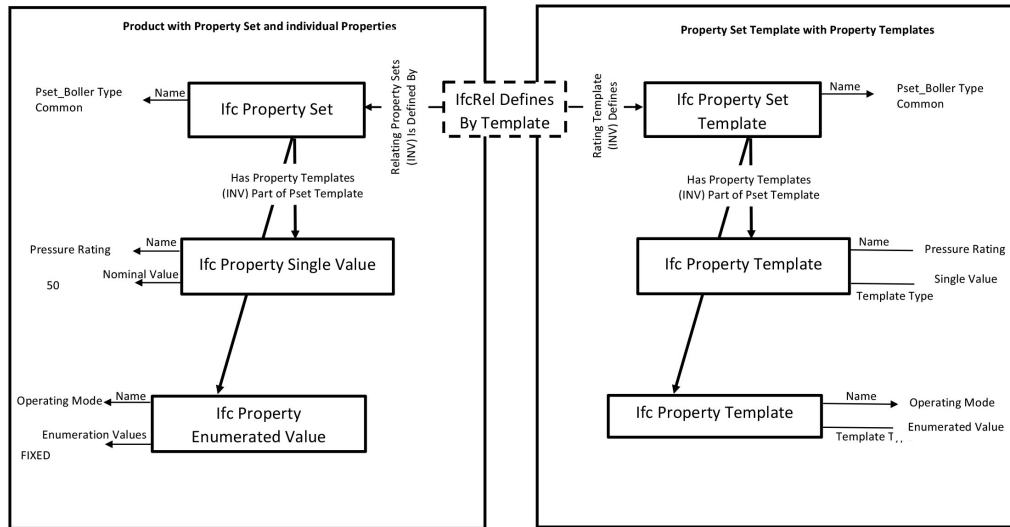 Product with Property Set and individual Properties
Pset_Boller Type
Common
Name
Ifc Property Set
Relating Property Sets
(INV) Is Defined By
Has Property Templates
(INV) Part of Pset Template
Pressure Rating
Name
Nominal Value
50
Ifc Property Single Value
Operating Mode
Name
Enumeration Values
FIXED
Ifc Property
Enumerated Value
IfcRel Defines
By Template
Property Set Template with Property Templates
Rating Template
(INV) Defines
Ifc Property Set
Template
Name
Pset_Boller Type
Common
Has Property Templates
(INV) Part of Pset Template
Ifc Property Template
Name
Pressure Rating
Single Value
Template Type
Ifc Property Template
Name
Operating Mode
Enumerated Value
Template